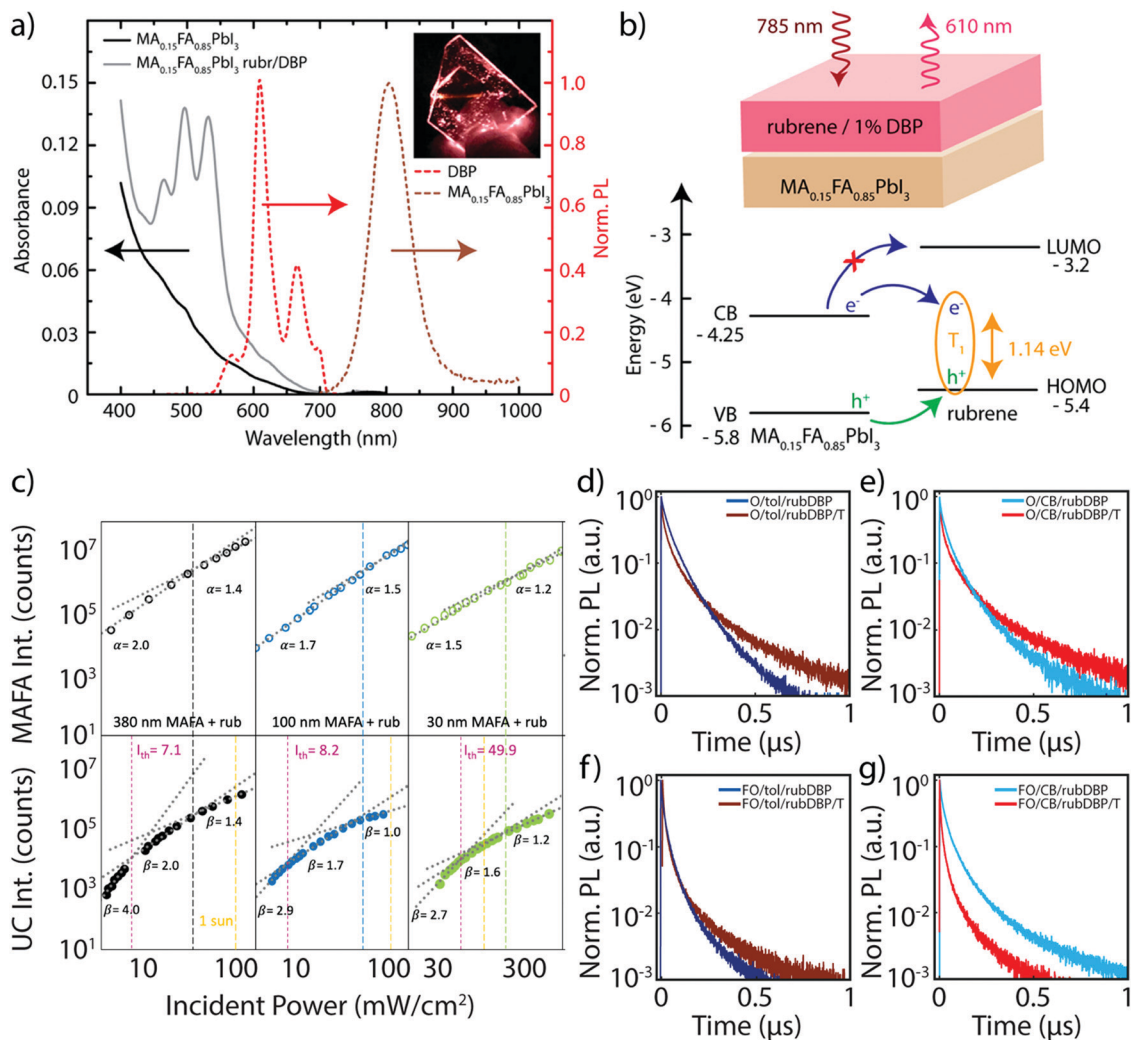 a)
MA0.15FA0.85PbI3
MA0.15FA0.85PbI3 rubr/DBP
DBP
MA0.15FA0.85PbI3
Absorbance
0.15
0.12
0.09
0.06
0.03
0
400 500 600 700 800 900 1000
Wavelength (nm)
1.0
0.8
0.6
0.4
0.2
0
Norm. PL
b)
785 nm
610 nm
rubrene / 1% DBP
MA0.15FA0.85PbI3
Energy (eV)
-3
-4
-5
-6
LUMO
- 3.2
CB
- 4.25
e-
e-
T1
h+
1.14 eV
HOMO
- 5.4
rubrene
VB
- 5.8
h+
MA0.15FA0.85PbI3
c)
MAFA Int. (counts)
10^7
10^5
10^3
10^1
α= 1.4
α= 2.0
380 nm MAFA + rub
α= 1.5
α= 1.7
100 nm MAFA + rub
α= 1.2
α= 1.5
30 nm MAFA + rub
UC Int. (counts)
10^7
10^5
10^3
10^1
Ith= 7.1
β= 1.4
β= 2.0
β= 4.0
1 sun
Ith= 8.2
β= 1.0
β= 1.7
β= 2.9
Ith= 49.9
β= 1.2
β= 1.6
β= 2.7
10 100 10 100 30 300
Incident Power (mW/cm2)
d)
O/tol/rubDBP
O/tol/rubDBP/T
Norm. PL (a.u.)
10^0
10^-1
10^-2
10^-3
0 0.5 1
Time (μs)
e)
O/CB/rubDBP
O/CB/rubDBP/T
Norm. PL (a.u.)
10^0
10^-1
10^-2
10^-3
0 0.5 1
Time (μs)
f)
FO/tol/rubDBP
FO/tol/rubDBP/T
Norm. PL (a.u.)
10^0
10^-1
10^-2
10^-3
0 0.5 1
Time (μs)
g)
FO/CB/rubDBP
FO/CB/rubDBP/T
Norm. PL (a.u.)
10^0
10^-1
10^-2
10^-3
0 0.5 1
Time (μs)